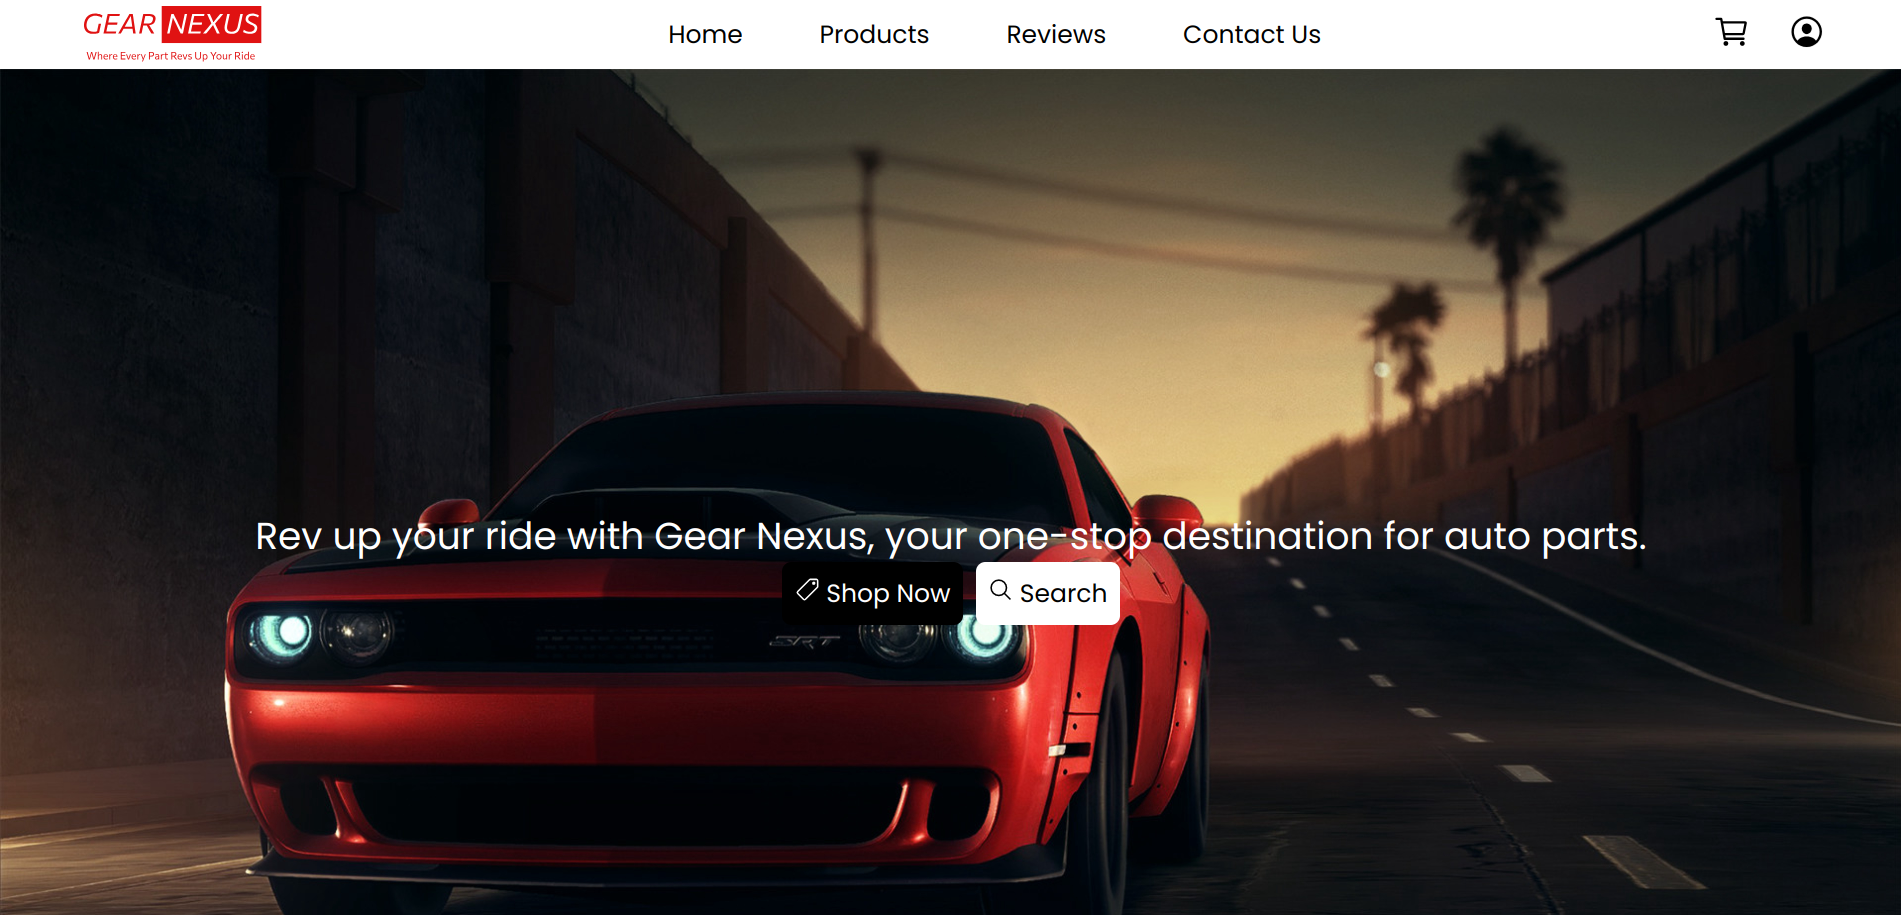 GEAR NEXUS
Where Every Part Revs Up Your Ride
Home Products Reviews Contact Us
Rev up your ride with Gear Nexus, your one-stop destination for auto parts.
Shop Now Search
SRT